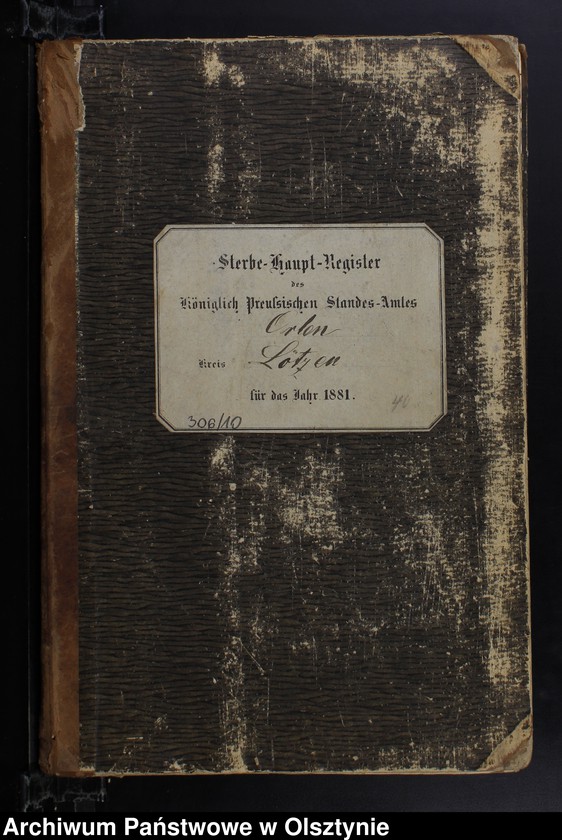 Sterbe-Haupt-Register
des
Königlich Preußischen Standes-Amtes
Orlen
Kreis Lötzen
für das Jahr 1881.
306/10
40
Archiwum Państwowe w Olsztynie